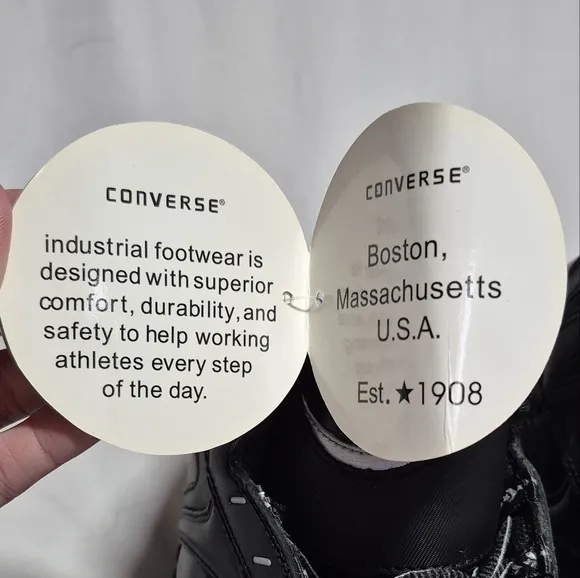 CONVERSE®
industrial footwear is
designed with superior
comfort, durability, and
safety to help working
athletes every step
of the day.
CONVERSE®
Boston,
Massachusetts
U.S.A.
Est.★1908